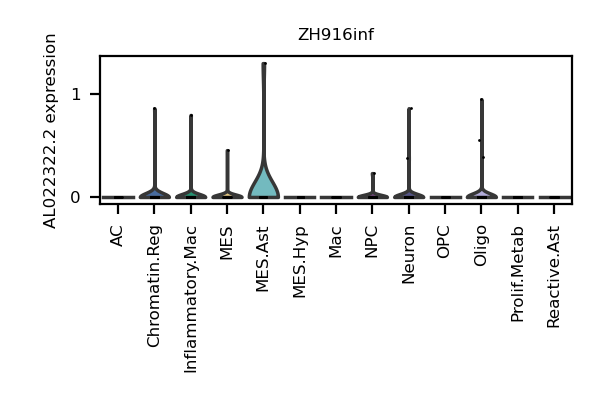 ZH916inf
AL022322.2 expression
1
0
AC
Chromatin.Reg
Inflammatory.Mac
MES
MES.Ast
MES.Hyp
Mac
NPC
Neuron
OPC
Oligo
Prolif.Metab
Reactive.Ast